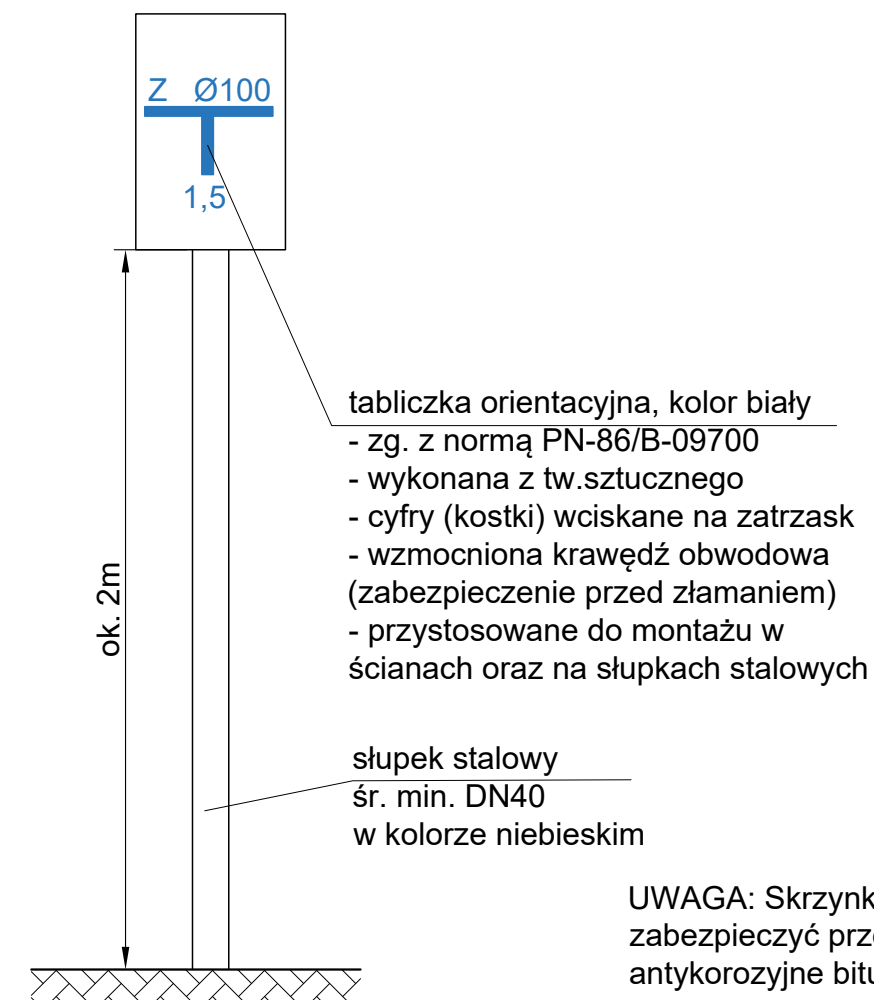 Z Ø100
1,5
ok. 2m
tabliczka orientacyjna, kolor biały
- zg. z normą PN-86/B-09700
- wykonana z tw.sztucznego
- cyfry (kostki) wciskane na zatrzask
- wzmocniona krawędź obwodowa
(zabezpieczenie przed złamaniem)
- przystosowane do montażu w
ścianach oraz na słupkach stalowych
słupek stalowy
śr. min. DN40
w kolorze niebieskim
UWAGA: Skrzynk
zabezpieczyć prze
antykorozyjne bitu